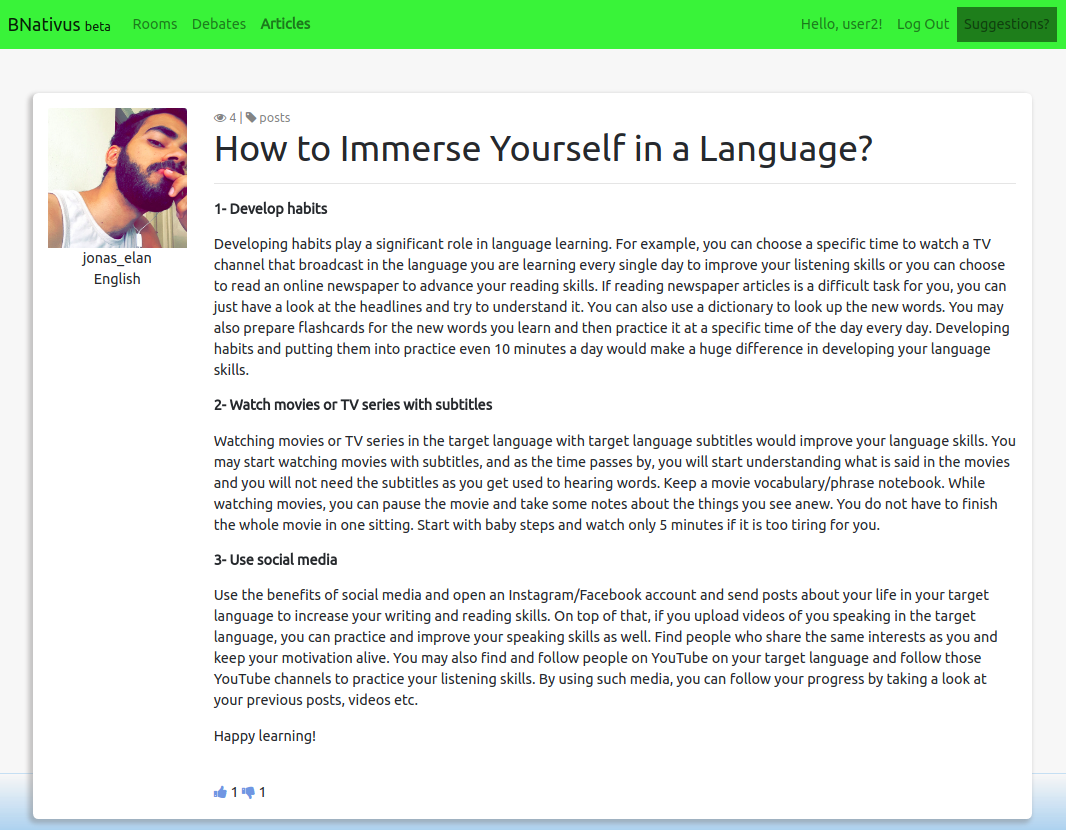 BNativus beta Rooms Debates Articles Hello, user2! Log Out Suggestions?
4 | posts
How to Immerse Yourself in a Language?
jonas_elan
English
1- Develop habits
Developing habits play a significant role in language learning. For example, you can choose a specific time to watch a TV
channel that broadcast in the language you are learning every single day to improve your listening skills or you can choose
to read an online newspaper to advance your reading skills. If reading newspaper articles is a difficult task for you, you can
just have a look at the headlines and try to understand it. You can also use a dictionary to look up the new words. You may
also prepare flashcards for the new words you learn and then practice it at a specific time of the day every day. Developing
habits and putting them into practice even 10 minutes a day would make a huge difference in developing your language
skills.
2- Watch movies or TV series with subtitles
Watching movies or TV series in the target language with target language subtitles would improve your language skills. You
may start watching movies with subtitles, and as the time passes by, you will start understanding what is said in the movies
and you will not need the subtitles as you get used to hearing words. Keep a movie vocabulary/phrase notebook. While
watching movies, you can pause the movie and take some notes about the things you see anew. You do not have to finish
the whole movie in one sitting. Start with baby steps and watch only 5 minutes if it is too tiring for you.
3- Use social media
Use the benefits of social media and open an Instagram/Facebook account and send posts about your life in your target
language to increase your writing and reading skills. On top of that, if you upload videos of you speaking in the target
language, you can practice and improve your speaking skills as well. Find people who share the same interests as you and
keep your motivation alive. You may also find and follow people on YouTube on your target language and follow those
YouTube channels to practice your listening skills. By using such media, you can follow your progress by taking a look at
your previous posts, videos etc.
Happy learning!
1 1